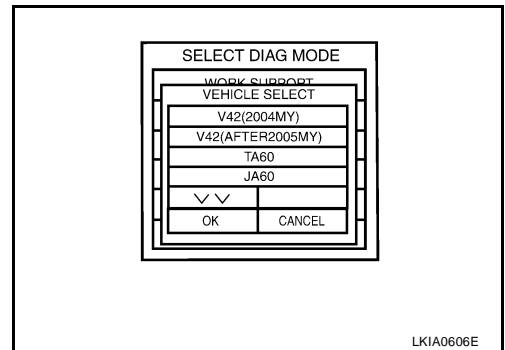 SELECT DIAG MODE
WORK SUPPORT
VEHICLE SELECT
V42(2004MY)
V42(AFTER2005MY)
TA60
JA60
OK CANCEL
LKIA0606E